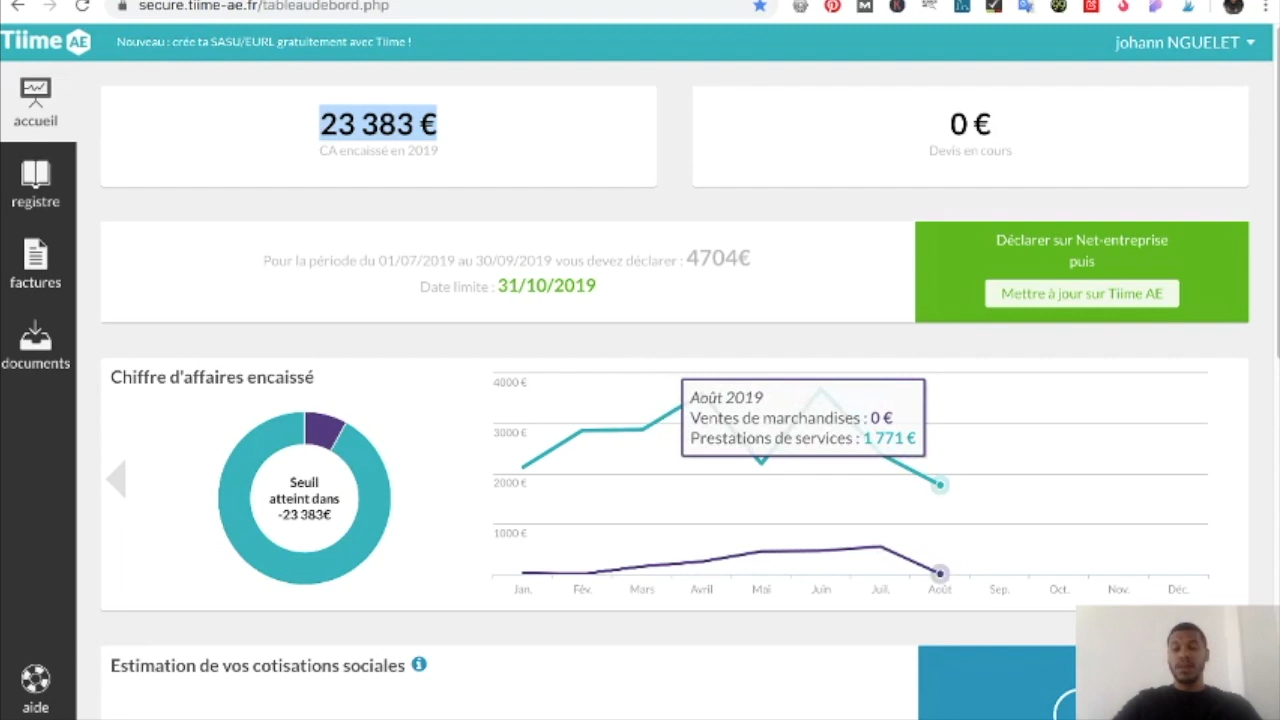 secure.tiime-ae.fr/tableaudebord.php
Tiime AE
Nouveau : crée ta SASU/EURL gratuitement avec Tiime !
johann NGUELET
accueil
registre
factures
documents
aide
23 383 €
CA encaissé en 2019
0 €
Devis en cours
Pour la période du 01/07/2019 au 30/09/2019 vous devez déclarer : 4704€
Date limite : 31/10/2019
Déclarer sur Net-entreprise
puis
Mettre à jour sur Tiime AE
Chiffre d'affaires encaissé
Seuil
atteint dans
-23 383€
4000 €
3000 €
2000 €
1000 €
Août 2019
Ventes de marchandises : 0 €
Prestations de services : 1 771 €
Jan. Fév. Mars Avril Mai Juin Juil. Août Sep. Oct. Nov. Déc.
Estimation de vos cotisations sociales